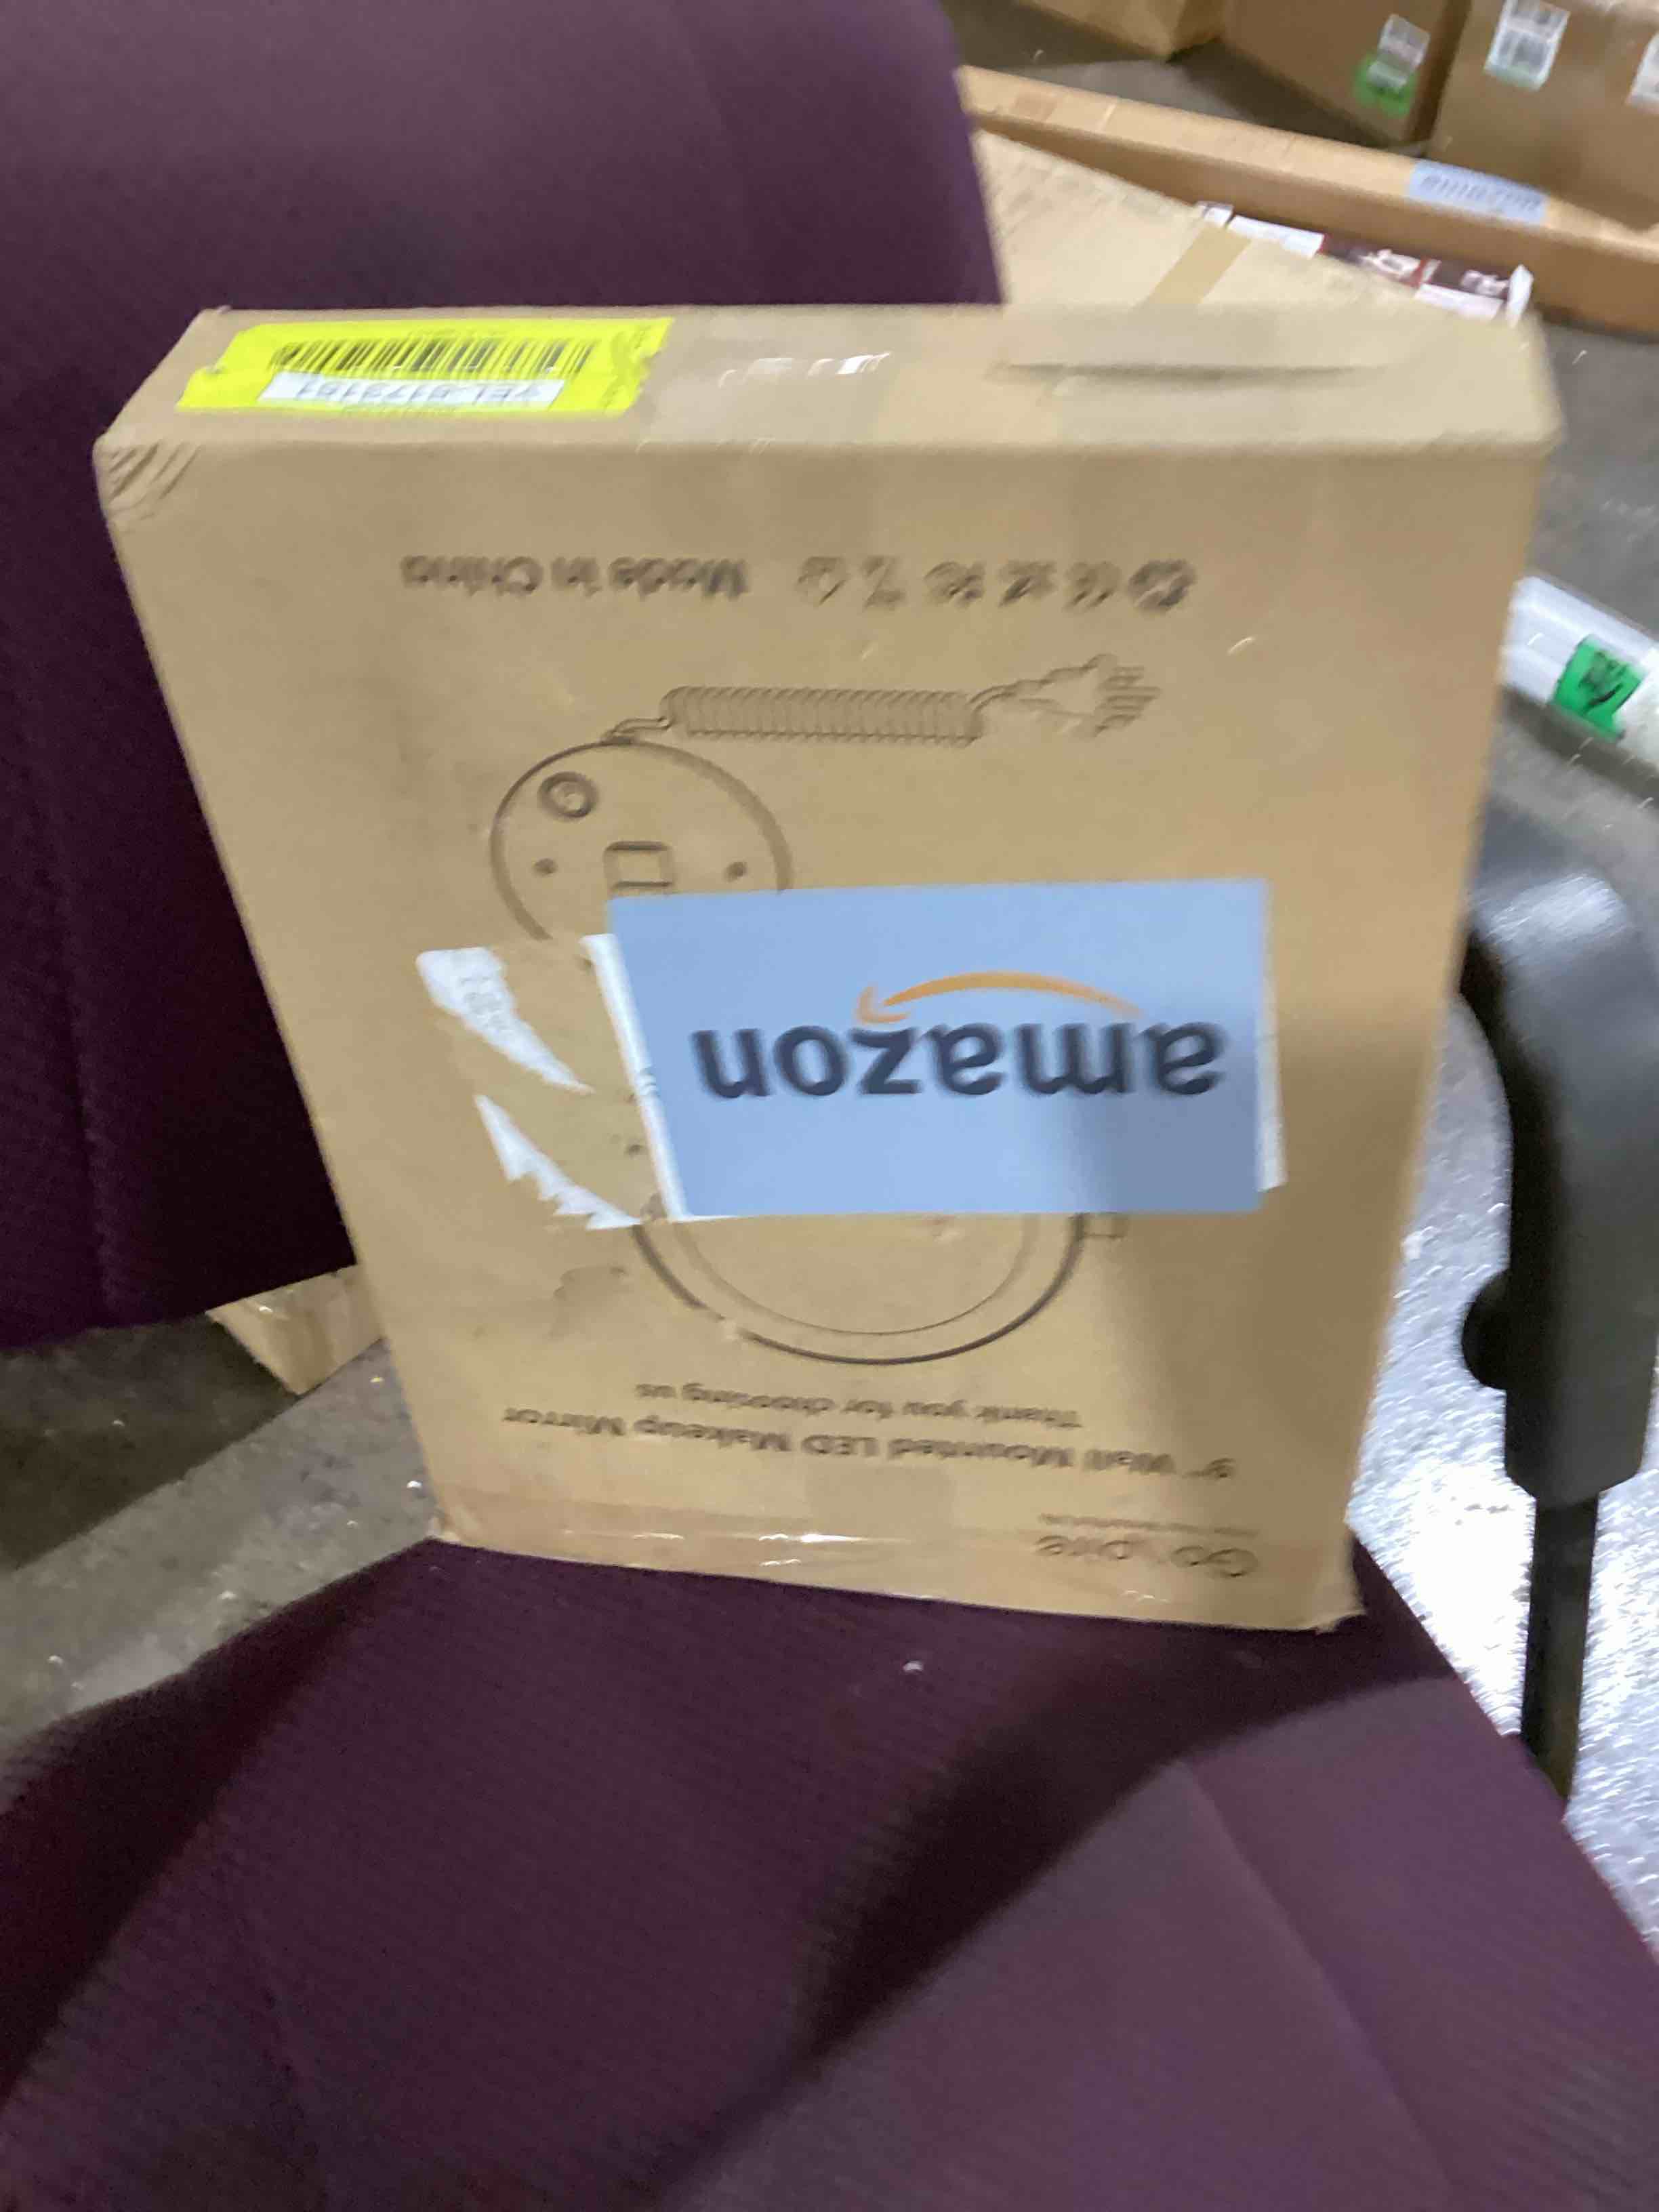 9" Wall Mounted LED Makeup Mirror
Thank you for choosing us
amazon
Made in China